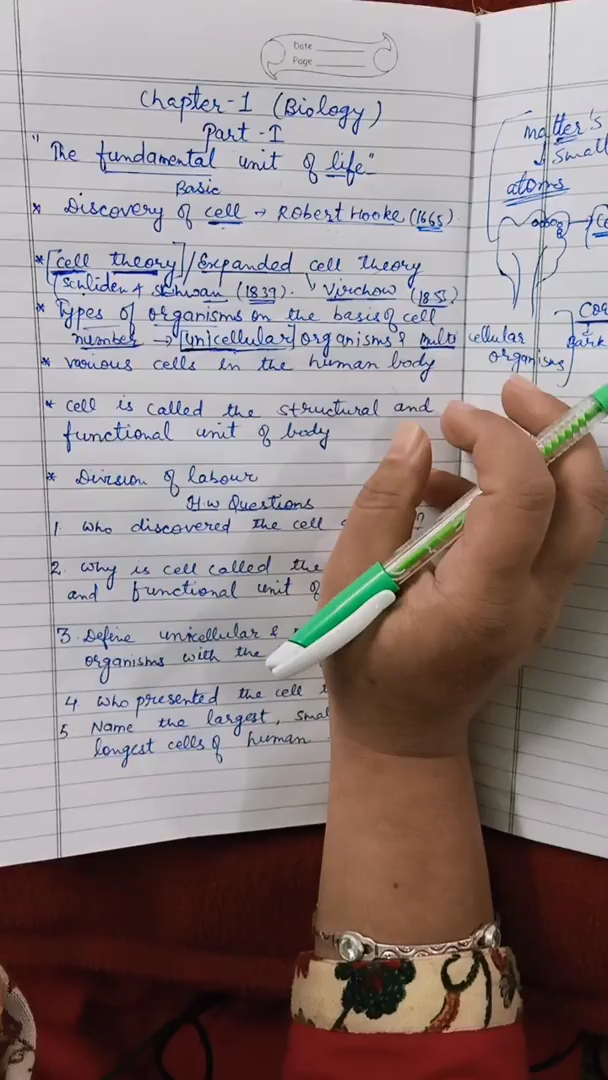 Date
Page
Chapter-1 (Biology)
Part-I
"The fundamental unit of life"
Basic
* Discovery of cell → Robert Hooke (1665)
* [cell theory]/Expanded cell theory
Schliden & Schwan (1839). Virchow (1855)
* Types of organisms on the basis of cell
number → [unicellular] organisms & multi cellular
organisms
* various cells in the human body
* cell is called the structural and
functional unit of body
* Division of labour
H.W Questions
1. who discovered the cell
2. why is cell called the
and functional unit of
3. Define unicellular &
organisms with the
4 who presented the cell
5. Name the largest,
longest cells of human
matter's
↓ Small
atoms